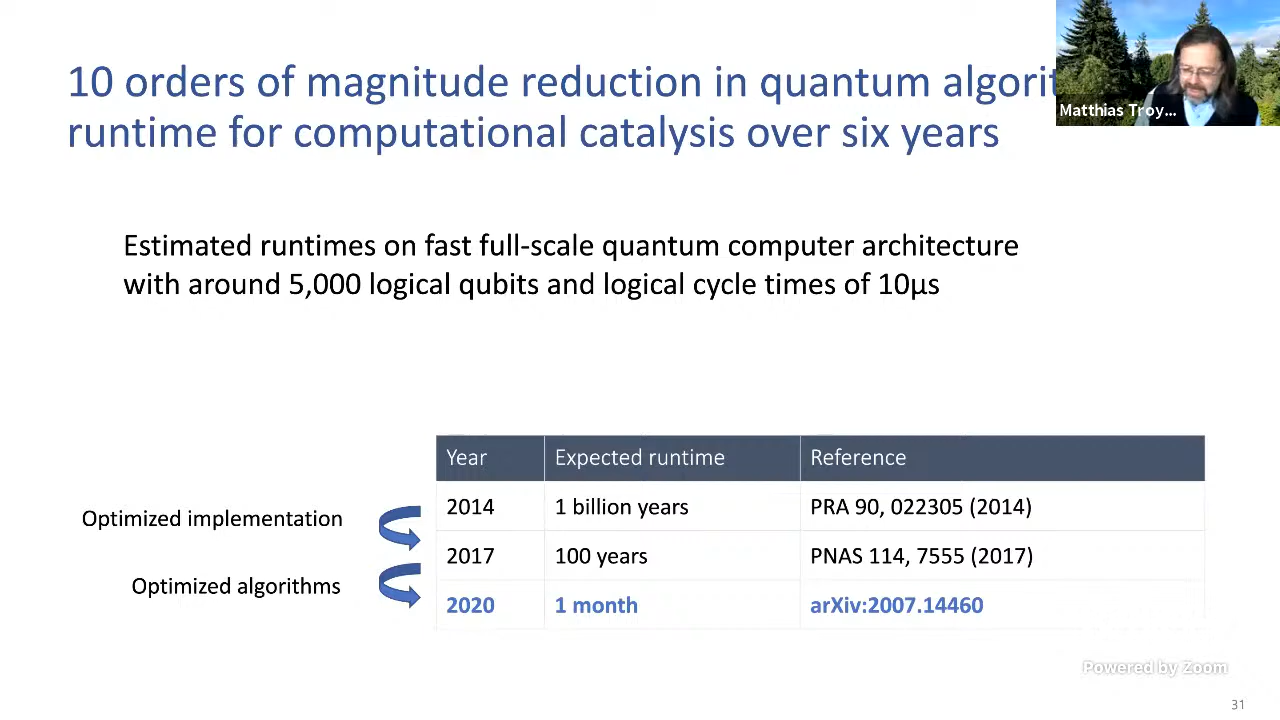 10 orders of magnitude reduction in quantum algorit
runtime for computational catalysis over six years
Matthias Troy...
Estimated runtimes on fast full-scale quantum computer architecture
with around 5,000 logical qubits and logical cycle times of 10µs
Year Expected runtime Reference
2014 1 billion years PRA 90, 022305 (2014)
Optimized implementation
2017 100 years PNAS 114, 7555 (2017)
Optimized algorithms
2020 1 month arXiv:2007.14460
Powered by Zoom
31